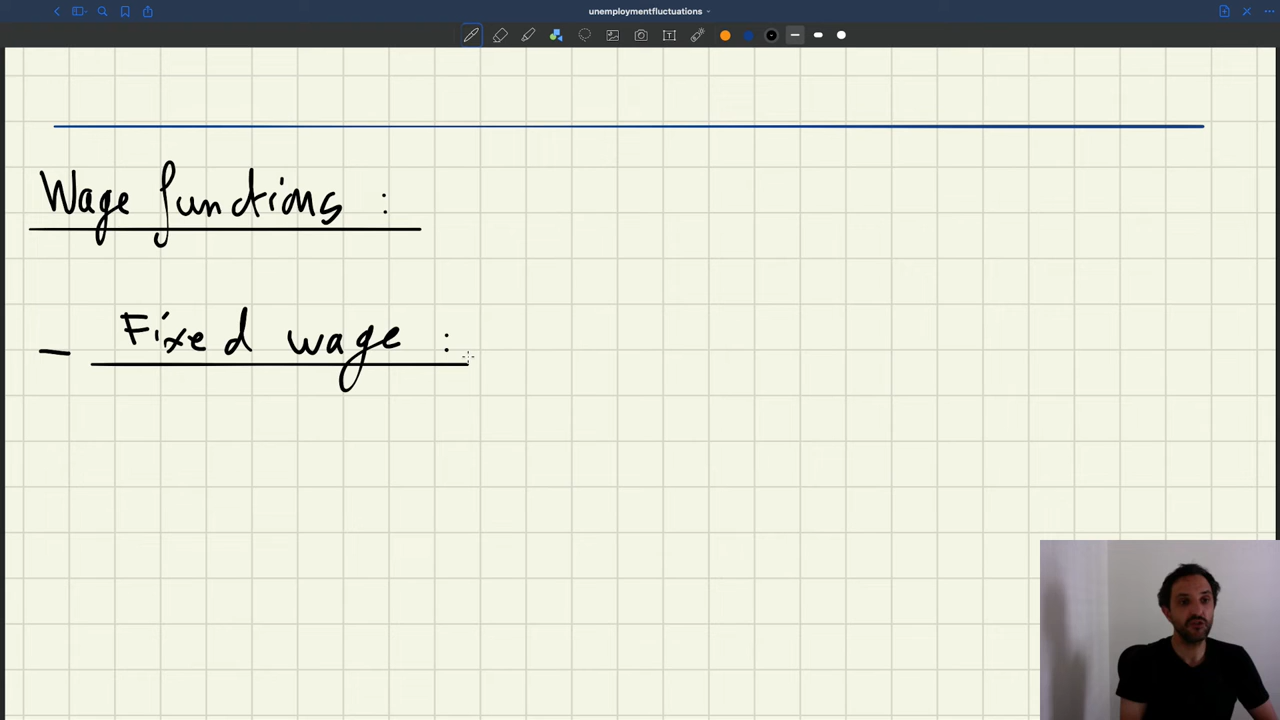 unemploymentfluctuations
Wage functions :
– Fixed wage :